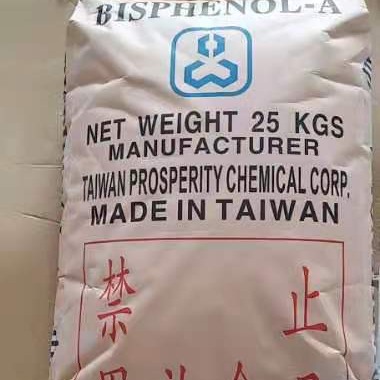 BISPHENOL-A
NET WEIGHT 25 KGS
MANUFACTURER
TAIWAN PROSPERITY CHEMICAL CORP.
MADE IN TAIWAN
禁止